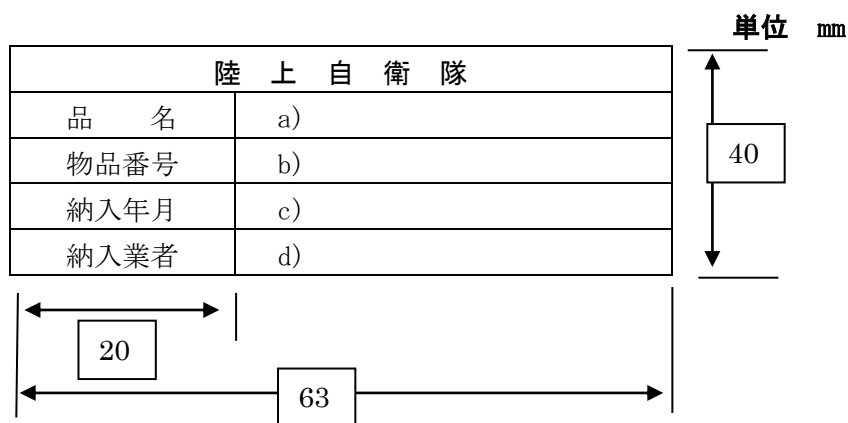 単位 mm
陸上自衛隊
品名 a)
物品番号 b)
納入年月 c)
納入業者 d)
40
20
63